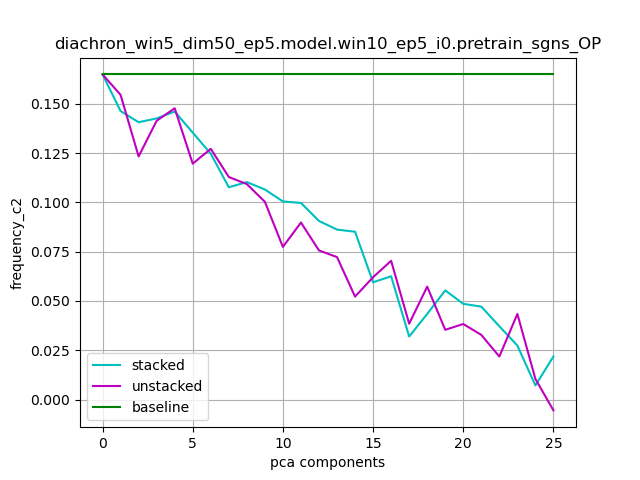 diachron_win5_dim50_ep5.model.win10_ep5_i0.pretrain_sgns_OP
frequency_c2
0.150
0.125
0.100
0.075
0.050
0.025
0.000
stacked
unstacked
baseline
0 5 10 15 20 25
pca components